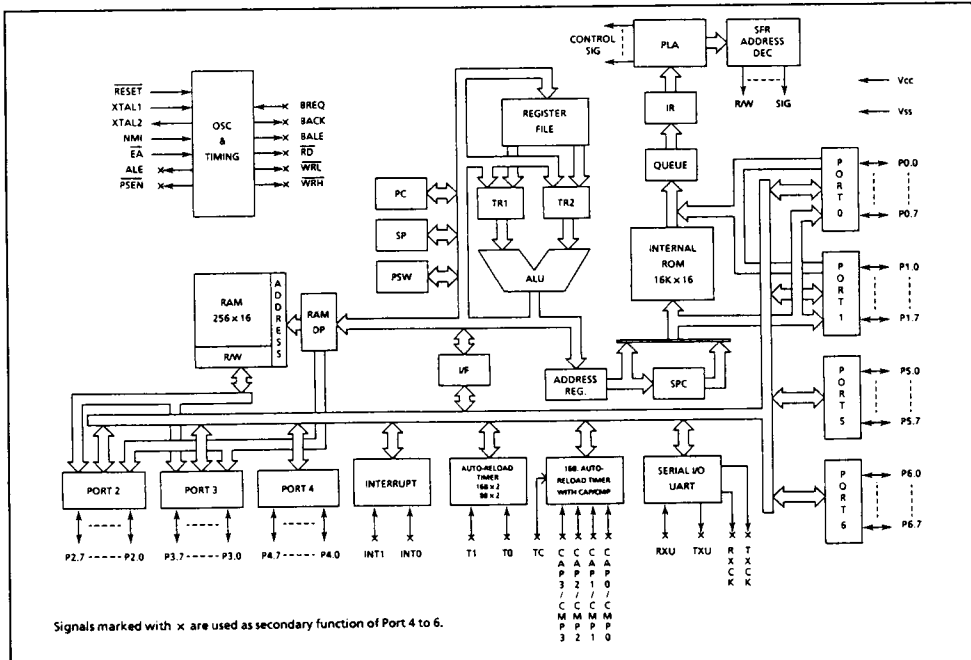 CONTROL
SIG
PLA
SFR
ADDRESS
DEC
R/W
SIG
Vcc
Vss
RESET
XTAL1
XTAL2
NMI
EA
ALE
PSEN
OSC
&
TIMING
BREQ
BACK
BALE
RD
WRL
WRH
REGISTER
FILE
IR
QUEUE
PC
SP
PSW
TR1
TR2
ALU
INTERNAL
ROM
16K x 16
PORT 0
P0.0
P0.7
PORT 1
P1.0
P1.7
RAM
256 x 16
R/W
ADDRESS
RAM
DP
I/F
ADDRESS
REG.
SPC
PORT 5
P5.0
P5.7
PORT 2
PORT 3
PORT 4
INTERRUPT
AUTO-RELOAD
TIMER
16B x 2
8B x 2
16B. AUTO-
RELOAD TIMER
WITH CAP/CMP
SERIAL I/O
UART
PORT 6
P6.0
P6.7
P2.7 P2.0
P3.7 P3.0
P4.7 P4.0
INT1
INT0
T1
T0
TC
CAP3/CMP3
CAP2/CMP2
CAP1/CMP1
CAP0/CMP0
RXU
TXU
RXCK
TXCK
Signals marked with x are used as secondary function of Port 4 to 6.